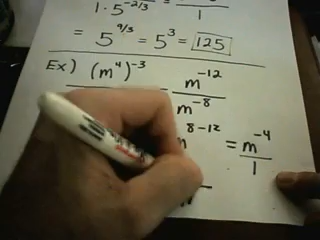 1·5^(-2/3) 1
= 5^(9/3) = 5^3 = 125
Ex) (m^4)^-3 = m^-12 / m^-8
m^(8-12) = m^-4 / 1